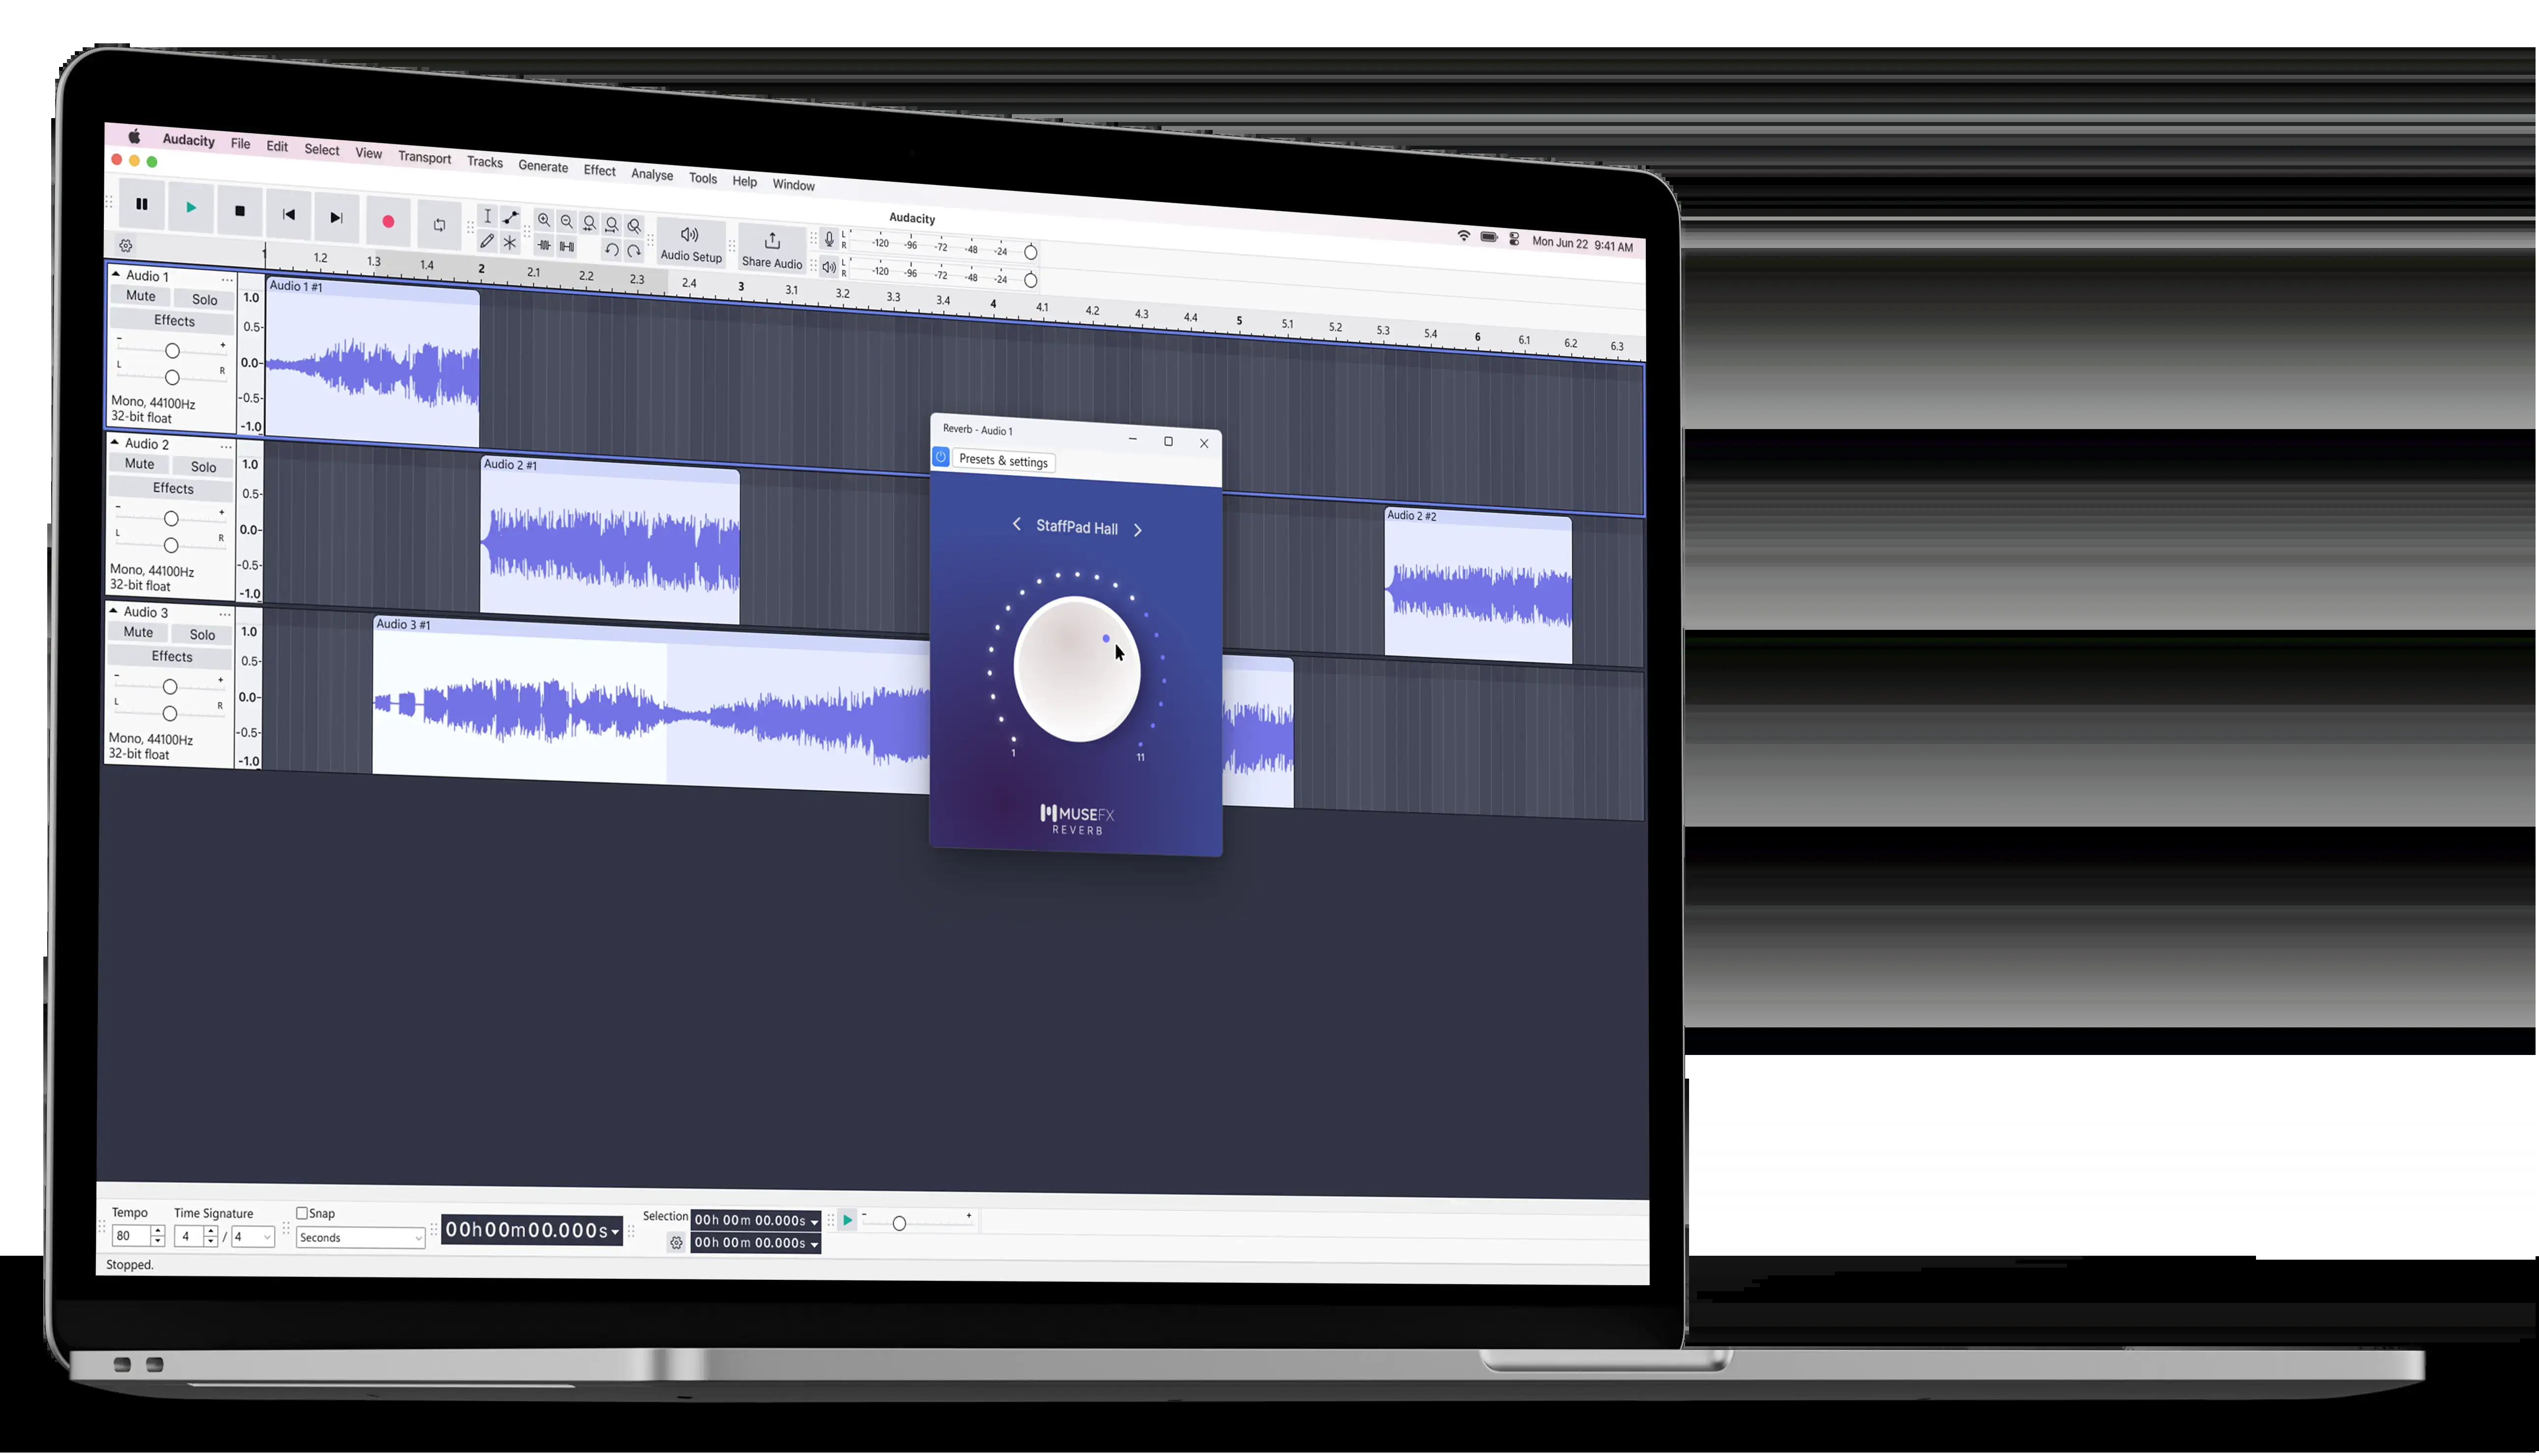 Audacity File Edit Select View Transport Tracks Generate Effect Analyse Tools Help Window
Mon Jun 22 9:41 AM
Audacity
Audio Setup
Share Audio
L
R
-120 -96 -72 -48 -24
L
R
-120 -96 -72 -48 -24
1 1.2 1.3 1.4 2 2.1 2.2 2.3 2.4 3 3.1 3.2 3.3 3.4 4 4.1 4.2 4.3 4.4 5 5.1 5.2 5.3 5.4 6 6.1 6.2 6.3
Audio 1 ...
Mute Solo
Effects
- +
L R
Mono, 44100Hz
32-bit float
1.0
0.5-
0.0-
-0.5-
-1.0
Audio 1 #1
Audio 2 ...
Mute Solo
Effects
- +
L R
Mono, 44100Hz
32-bit float
1.0
0.5-
0.0-
-0.5-
-1.0
Audio 2 #1
Audio 2 #2
Audio 3 ...
Mute Solo
Effects
- +
L R
Mono, 44100Hz
32-bit float
1.0
0.5-
0.0-
-0.5-
-1.0
Audio 3 #1
Reverb - Audio 1
Presets & settings
StaffPad Hall
1 11
MUSEFX
REVERB
Tempo
80
Time Signature
4 / 4
Snap
Seconds
00h00m00.000s
Selection
00h 00m 00.000s
00h 00m 00.000s
- +
Stopped.